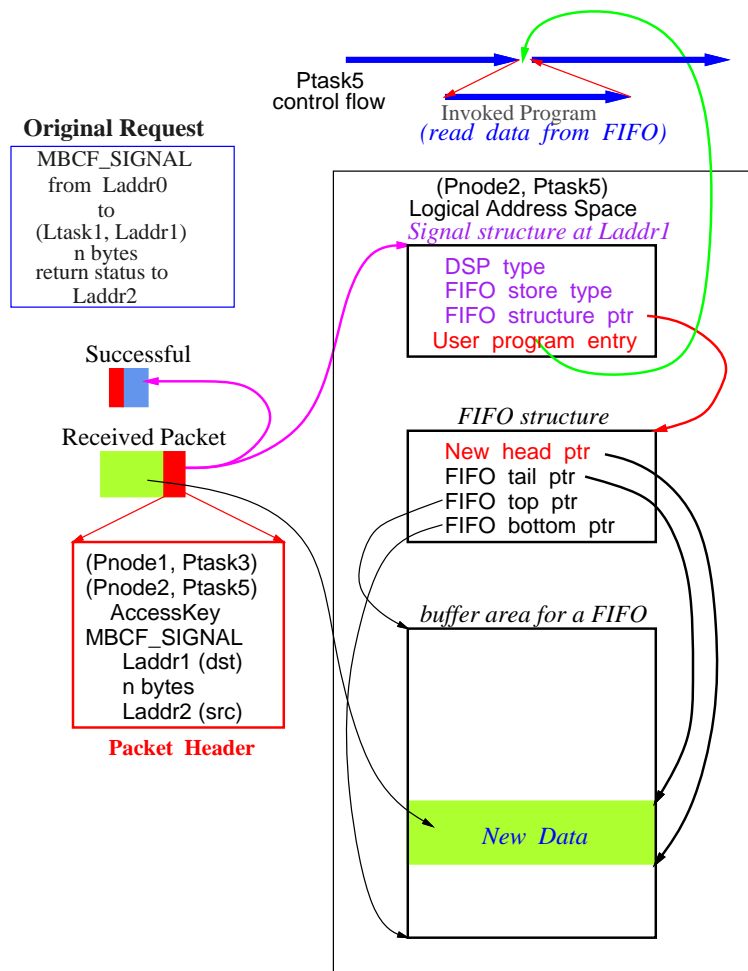 Ptask5
control flow
Invoked Program
(read data from FIFO)
Original Request
MBCF_SIGNAL
from Laddr0
to
(Ltask1, Laddr1)
n bytes
return status to
Laddr2
(Pnode2, Ptask5)
Logical Address Space
Signal structure at Laddr1
DSP type
FIFO store type
FIFO structure ptr
User program entry
Successful
Received Packet
FIFO structure
New head ptr
FIFO tail ptr
FIFO top ptr
FIFO bottom ptr
(Pnode1, Ptask3)
(Pnode2, Ptask5)
AccessKey
MBCF_SIGNAL
Laddr1 (dst)
n bytes
Laddr2 (src)
Packet Header
buffer area for a FIFO
New Data